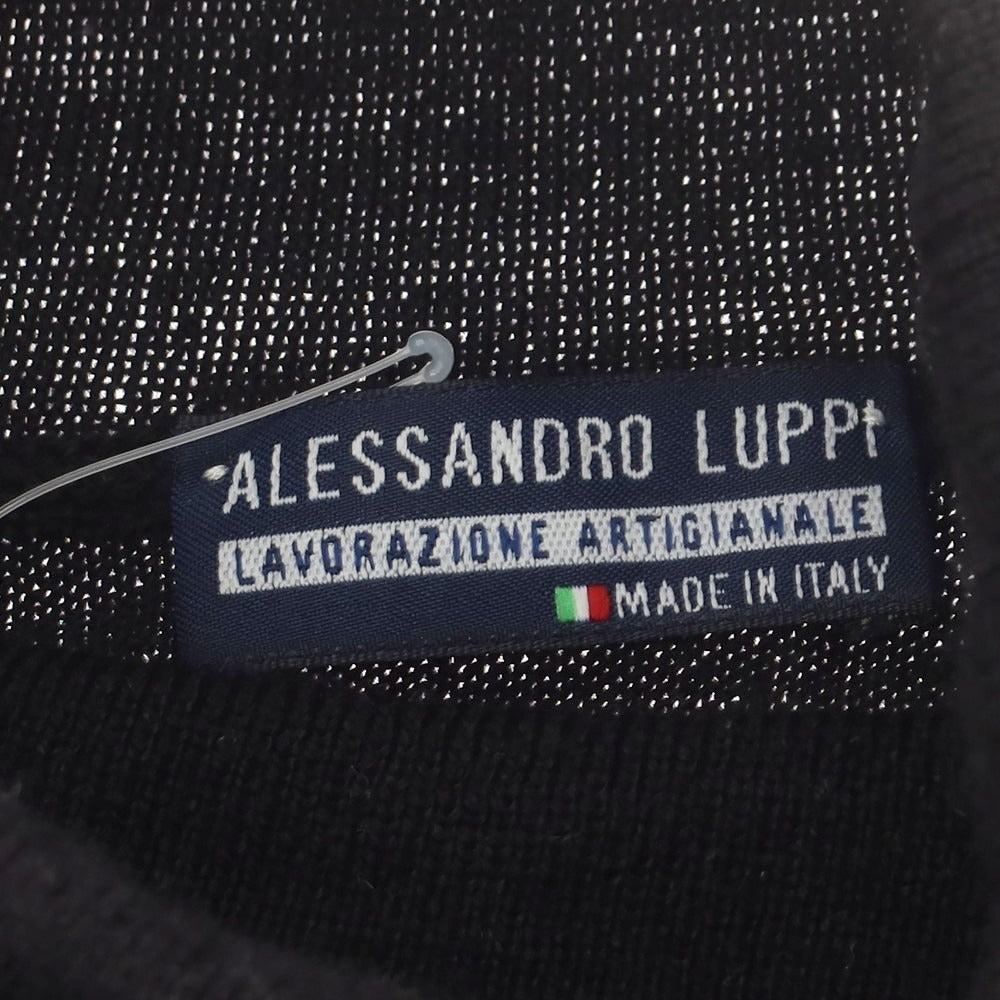 ALESSANDRO LUPPI
LAVORAZIONE ARTIGIANALE
MADE IN ITALY